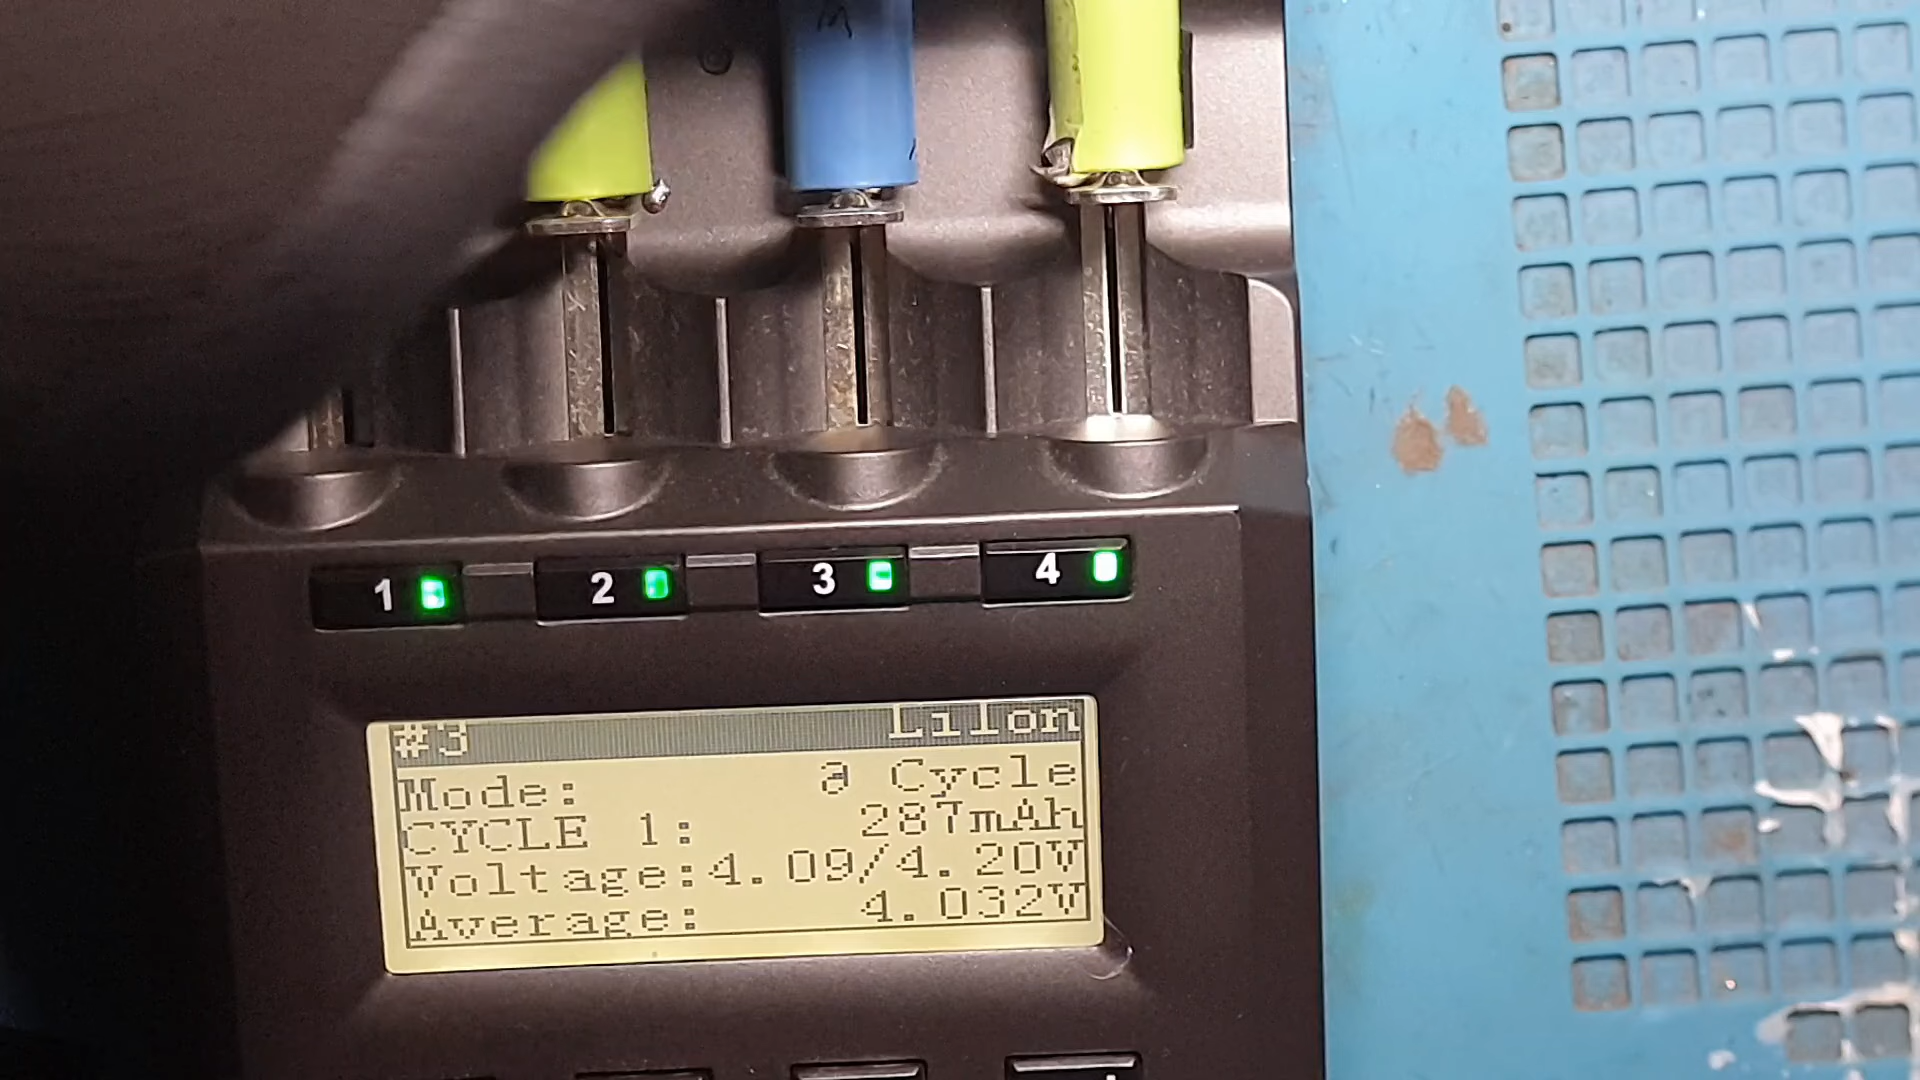 1 2 3 4
#3 LiIon
Mode: Cycle
CYCLE 1: 287mAh
Voltage:4.09/4.20V
Average: 4.032V